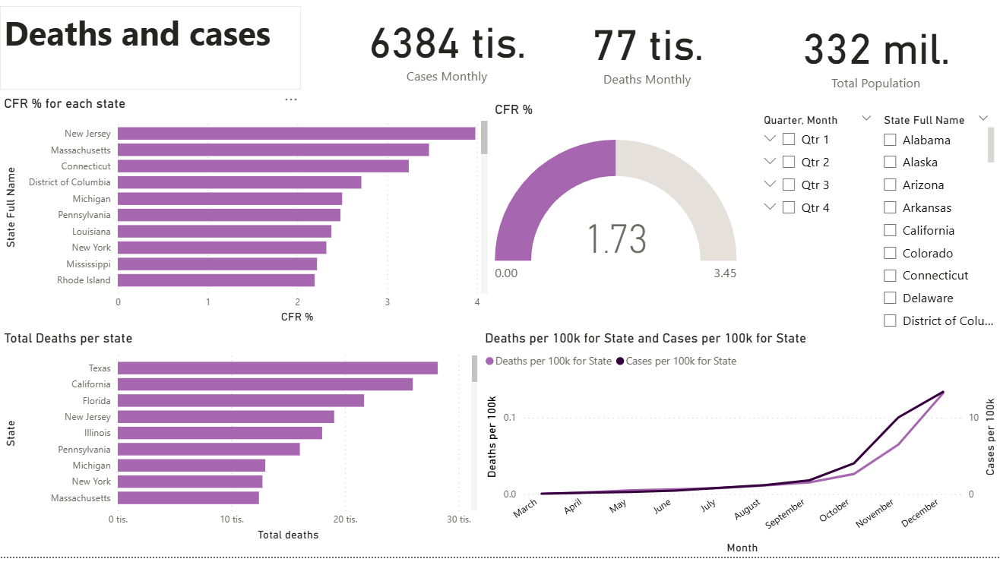 Deaths and cases
6384 tis.
Cases Monthly
77 tis.
Deaths Monthly
332 mil.
Total Population
CFR % for each state
State Full Name
New Jersey
Massachusetts
Connecticut
District of Columbia
Michigan
Pennsylvania
Louisiana
New York
Mississippi
Rhode Island
0 1 2 3 4
CFR %
CFR %
1.73
0.00 3.45
Quarter, Month
Qtr 1
Qtr 2
Qtr 3
Qtr 4
State Full Name
Alabama
Alaska
Arizona
Arkansas
California
Colorado
Connecticut
Delaware
District of Colu...
Total Deaths per state
State
Texas
California
Florida
New Jersey
Illinois
Pennsylvania
Michigan
New York
Massachusetts
0 tis. 10 tis. 20 tis. 30 tis.
Total deaths
Deaths per 100k for State and Cases per 100k for State
Deaths per 100k for State Cases per 100k for State
Deaths per 100k
0.1
0.0
10
0
Cases per 100k
March April May June July August September October November December
Month